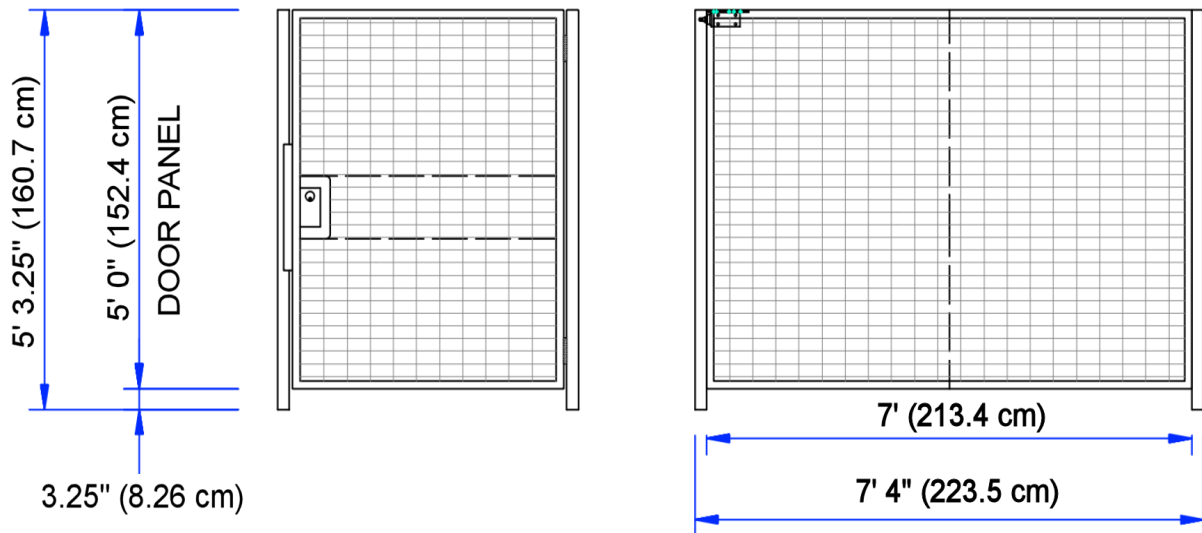 5' 3.25" (160.7 cm)
5' 0" (152.4 cm)
DOOR PANEL
3.25" (8.26 cm)
7' (213.4 cm)
7' 4" (223.5 cm)